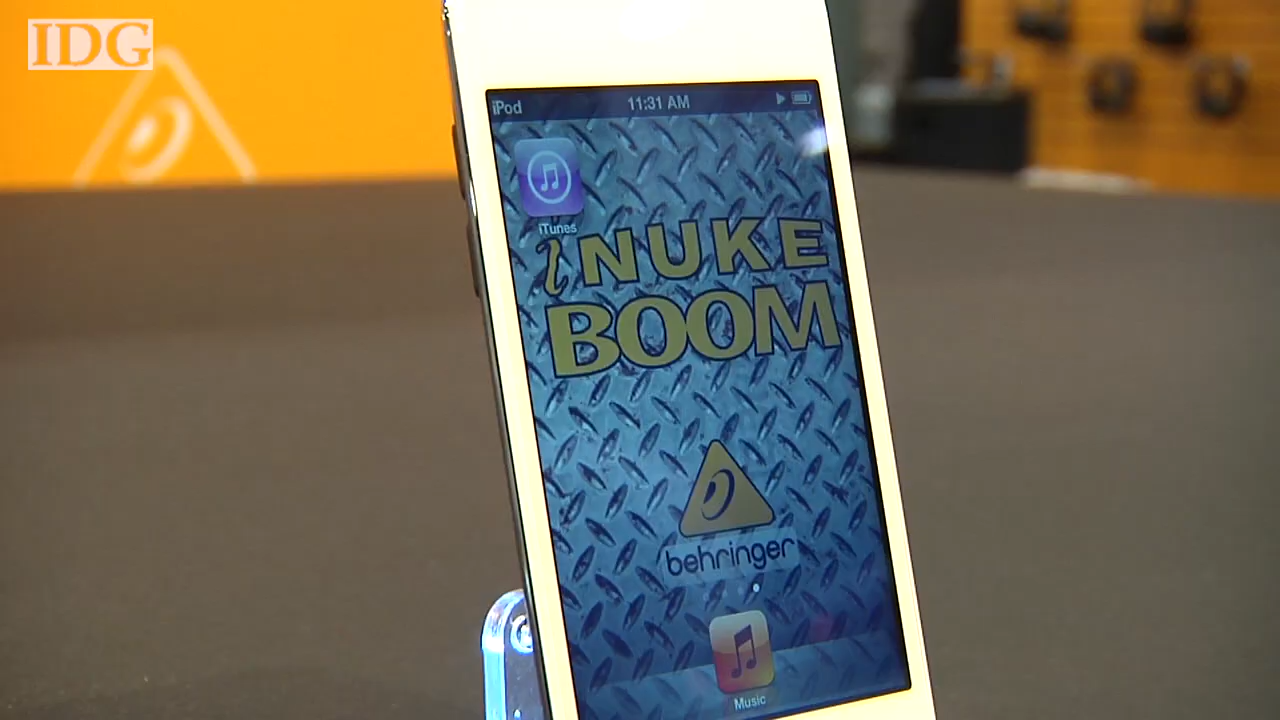 IDG
iPod 11:31 AM
iTunes
iNUKE
BOOM
behringer
Music